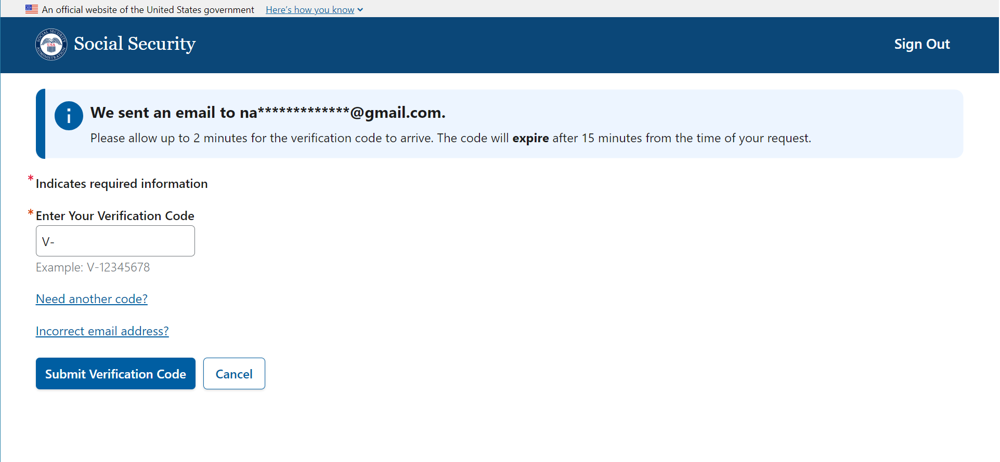 An official website of the United States government Here's how you know
Social Security
Sign Out
We sent an email to na*************@gmail.com.
Please allow up to 2 minutes for the verification code to arrive. The code will expire after 15 minutes from the time of your request.
* Indicates required information
* Enter Your Verification Code
V-
Example: V-12345678
Need another code?
Incorrect email address?
Submit Verification Code
Cancel